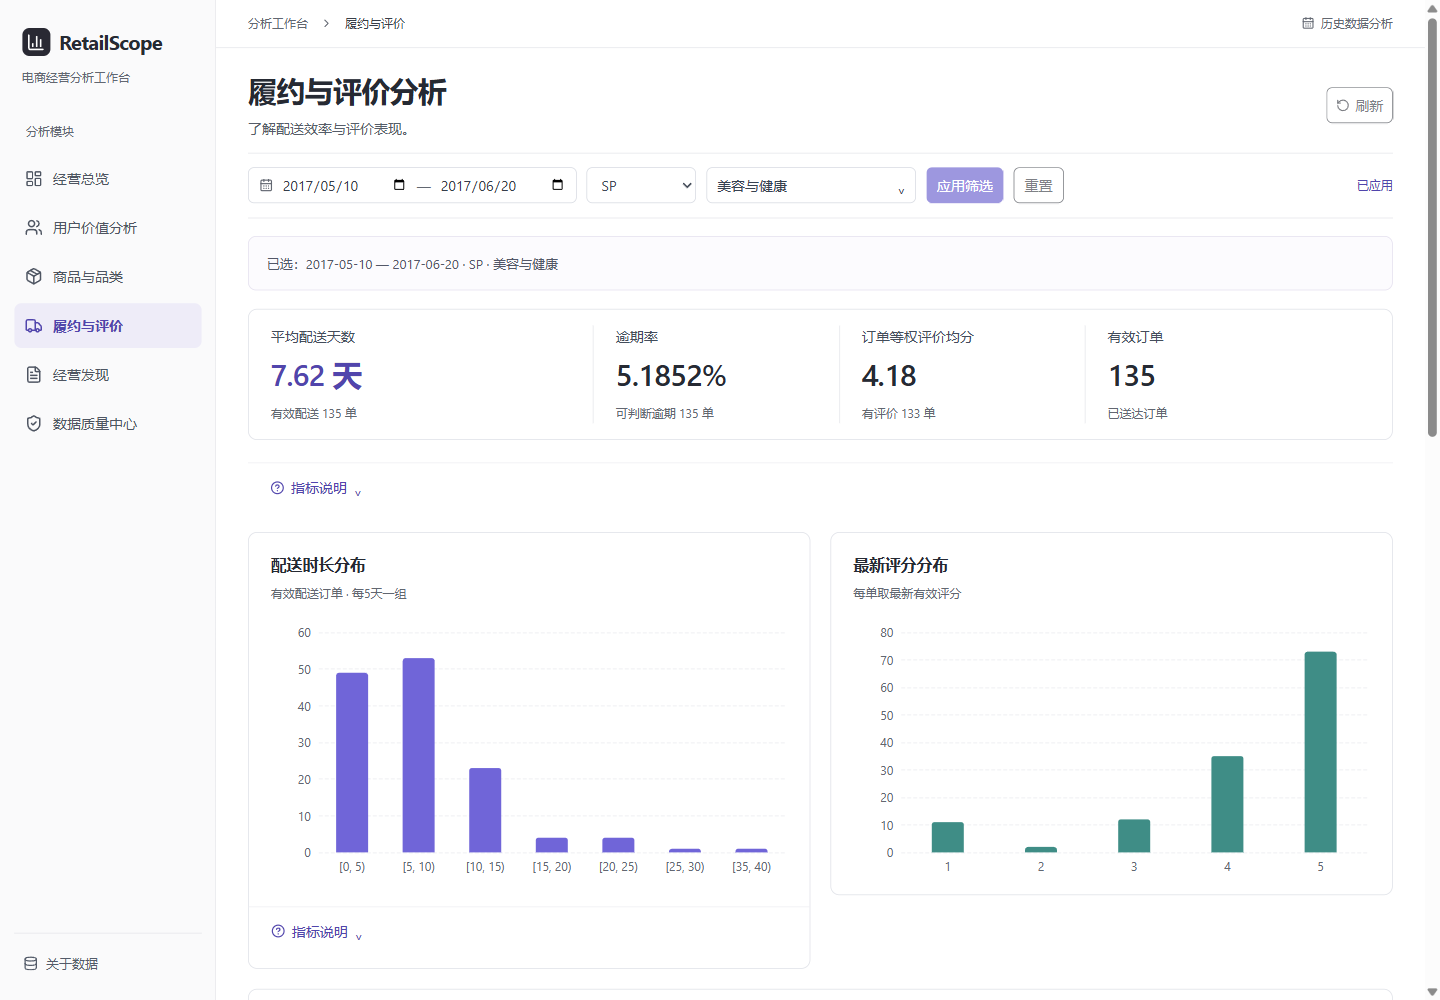 RetailScope
电商经营分析工作台
分析模块
经营总览
用户价值分析
商品与品类
履约与评价
经营发现
数据质量中心
关于数据
分析工作台 > 履约与评价
历史数据分析
履约与评价分析
了解配送效率与评价表现。
刷新
2017/05/10 — 2017/06/20 SP 美容与健康 应用筛选 重置 已应用
已选：2017-05-10 — 2017-06-20 · SP · 美容与健康
平均配送天数
7.62 天
有效配送 135 单
逾期率
5.1852%
可判断逾期 135 单
订单等权评价均分
4.18
有评价 133 单
有效订单
135
已送达订单
指标说明
配送时长分布
有效配送订单 · 每5天一组
60
50
40
30
20
10
0
[0, 5) [5, 10) [10, 15) [15, 20) [20, 25) [25, 30) [35, 40)
指标说明
最新评分分布
每单取最新有效评分
80
70
60
50
40
30
20
10
0
1 2 3 4 5